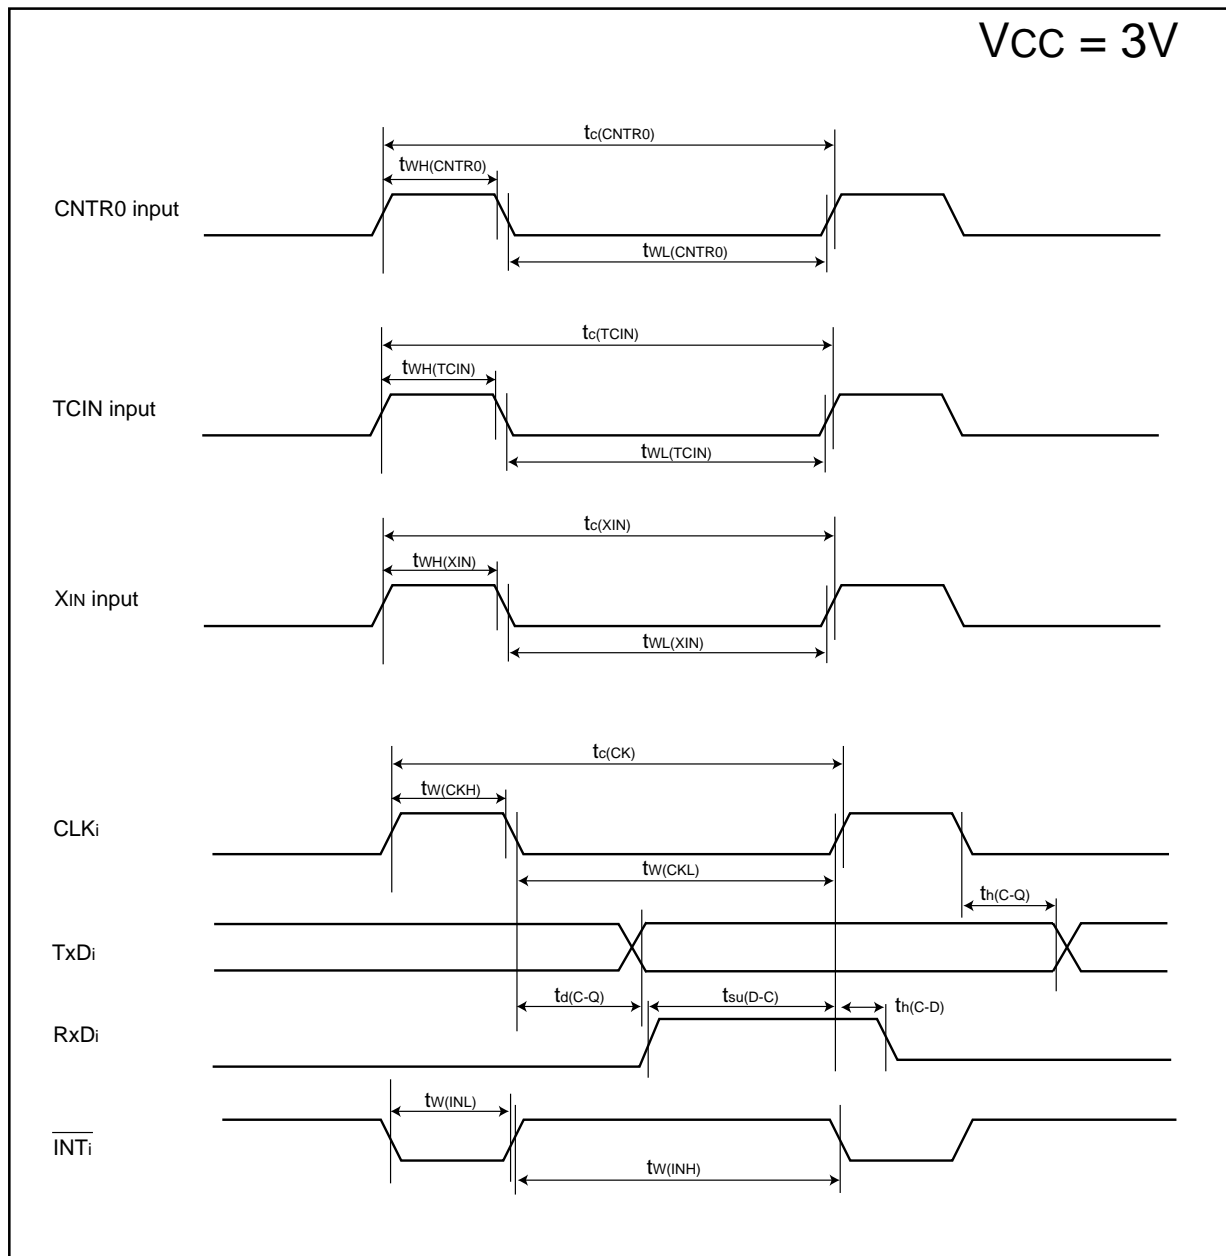 VCC = 3V
tc(CNTR0)
tWH(CNTR0)
CNTR0 input
tWL(CNTR0)
tc(TCIN)
tWH(TCIN)
TCIN input
tWL(TCIN)
tc(XIN)
tWH(XIN)
XIN input
tWL(XIN)
tc(CK)
tW(CKH)
CLKi
tW(CKL)
th(C-Q)
TxDi
td(C-Q)
tsu(D-C)
th(C-D)
RxDi
tW(INL)
INTi
tW(INH)